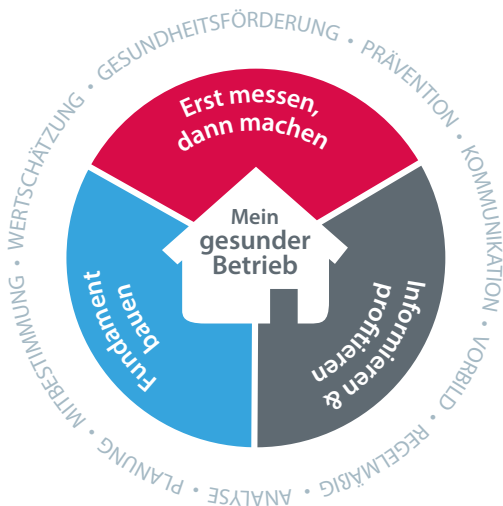 GESUNDHEITSFÖRDERUNG • PRÄVENTION • KOMMUNIKATION • VORBILD • REGELMÄßIG • ANALYSE • PLANUNG • MITBESTIMMUNG • WERTSCHÄTZUNG •
Erst messen,
dann machen
Mein
gesunder
Betrieb
Informieren &
profitieren
Fundament
bauen